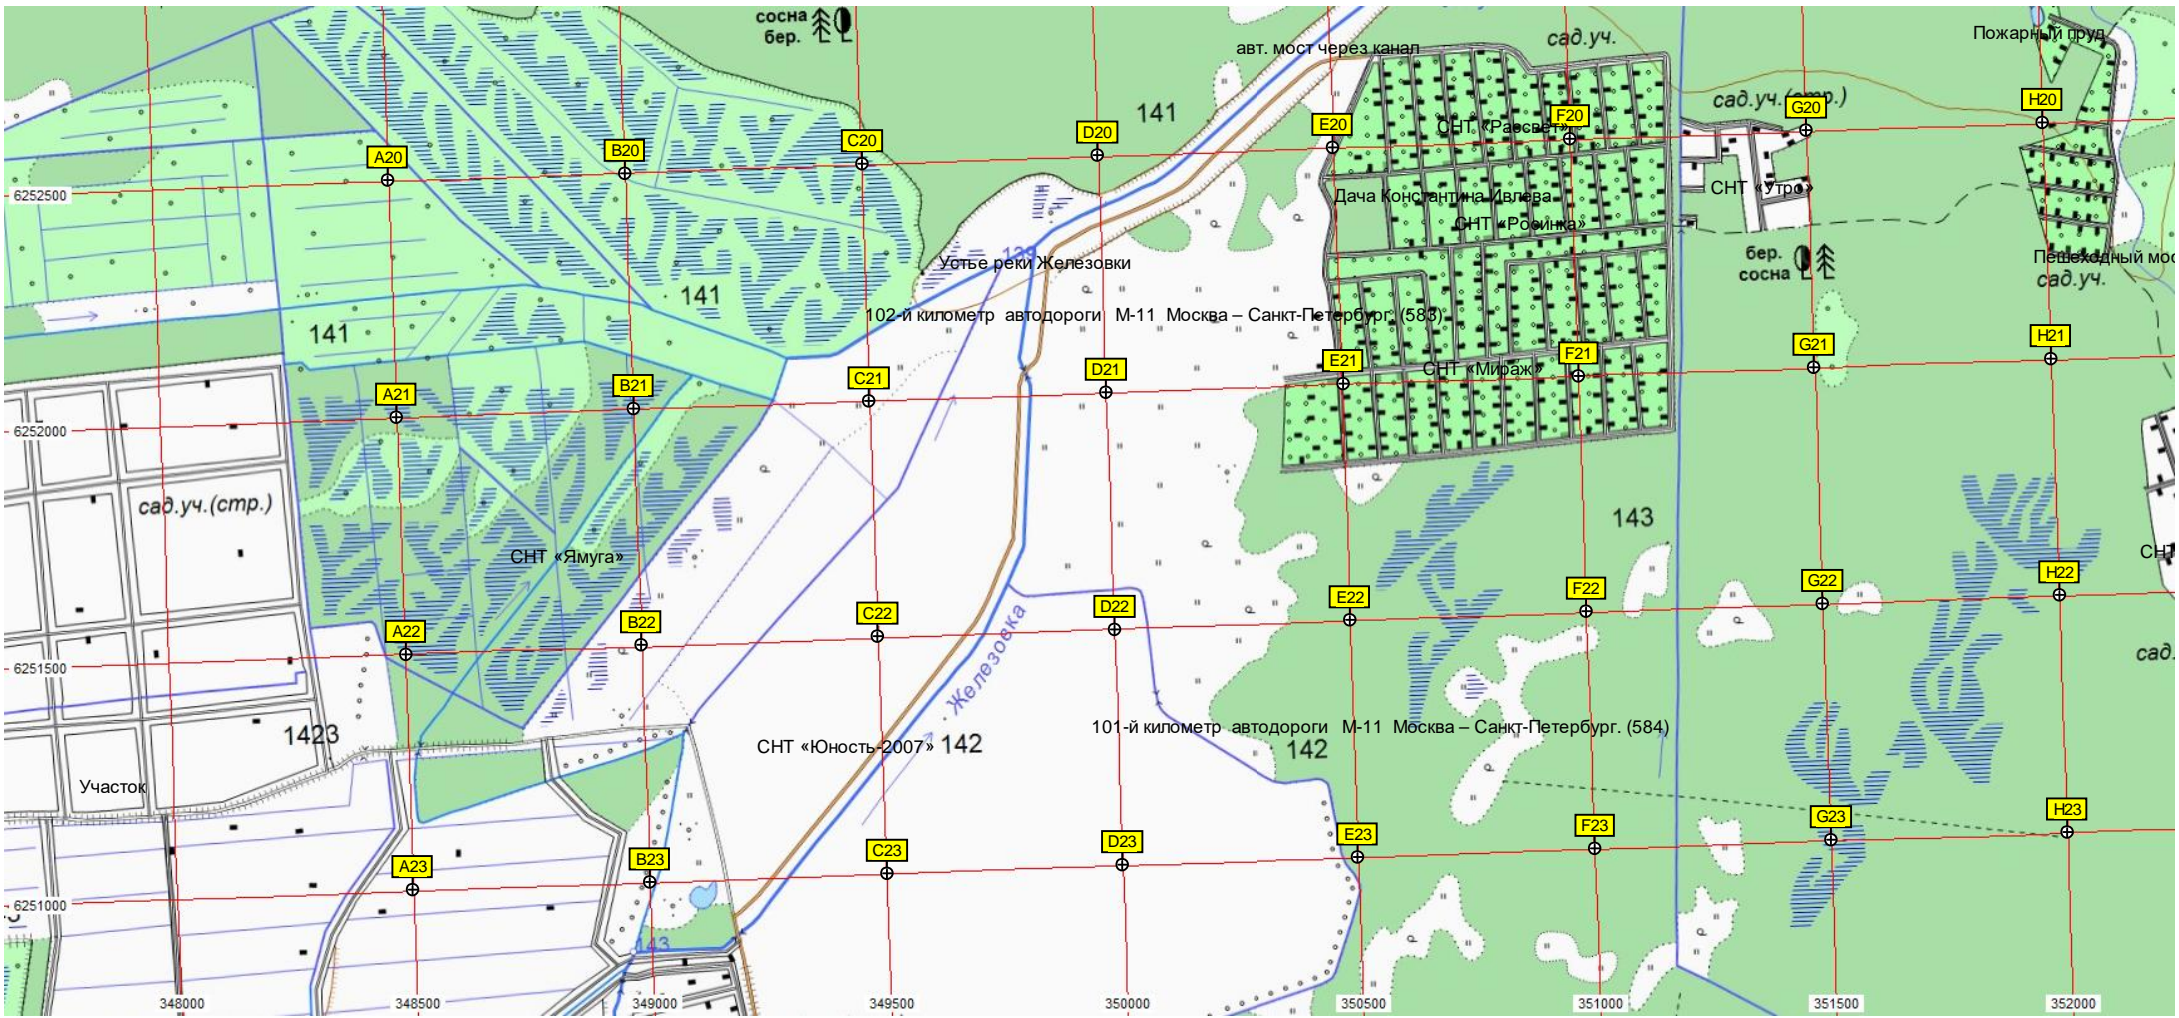 сосна
бер.
141
авт. мост через канал
сад.уч.
Пожарный пруд
сад.уч.(стр.)
A20
B20
C20
D20
E20
F20
G20
H20
СНТ «Рассвет»
6252500
Дача Константина Ивлева
СНТ «Утро»
СНТ «Росинка»
139
Устье реки Железовки
бер.
сосна
Пешеходный мос
сад.уч.
141
141
102-й километр автодороги М-11 Москва – Санкт-Петербург. (583)
A21
B21
C21
D21
E21
F21
G21
H21
СНТ «Мираж»
6252000
сад.уч.(стр.)
143
СНТ «Ямуга»
СНТ
A22
B22
C22
D22
E22
F22
G22
H22
6251500
Железовка
сад.
1423
СНТ «Юность-2007»
142
101-й километр автодороги М-11 Москва – Санкт-Петербург. (584)
142
Участок
A23
B23
C23
D23
E23
F23
G23
H23
6251000
143
348000
348500
349000
349500
350000
350500
351000
351500
352000